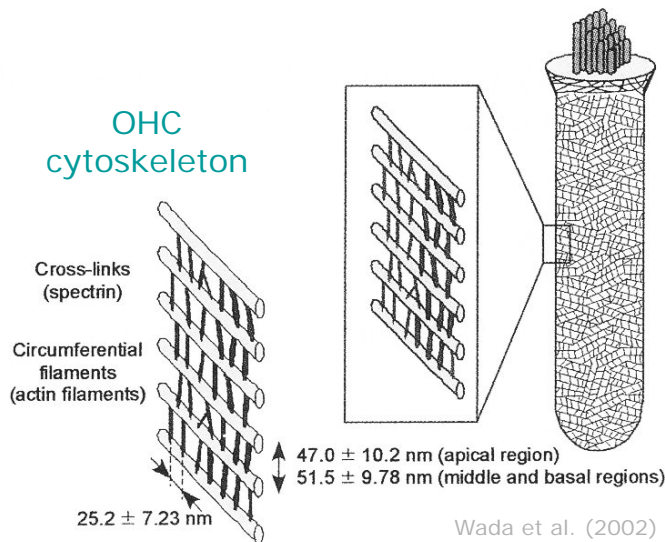 OHC
cytoskeleton
Cross-links
(spectrin)
Circumferential
filaments
(actin filaments)
47.0 ± 10.2 nm (apical region)
51.5 ± 9.78 nm (middle and basal regions)
25.2 ± 7.23 nm
Wada et al. (2002)